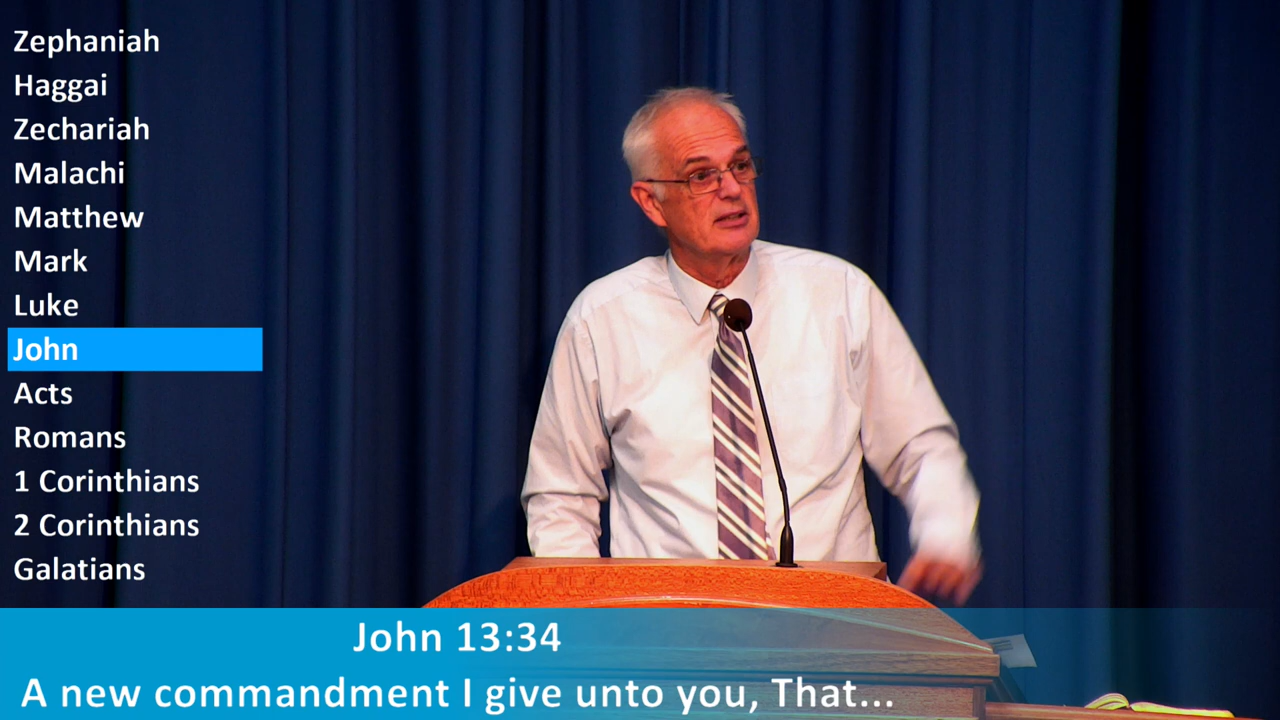 Zephaniah
Haggai
Zechariah
Malachi
Matthew
Mark
Luke
John
Acts
Romans
1 Corinthians
2 Corinthians
Galatians
John 13:34
A new commandment I give unto you, That...